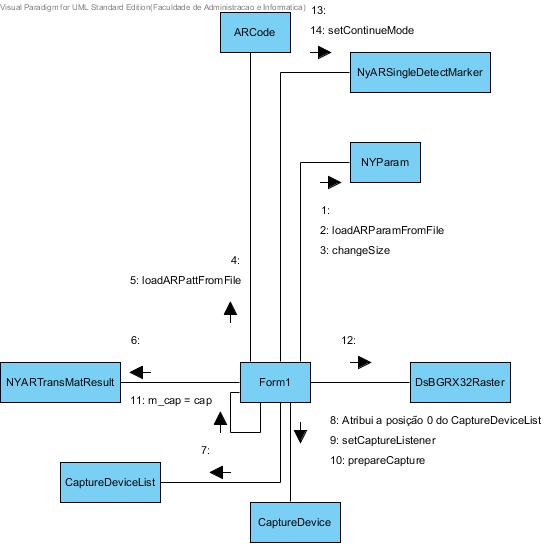 Visual Paradigm for UML Standard Edition(Faculdade de Administracao e Informatica)
13:
ARCode
14: setContinueMode
NyARSingleDetectMarker
NYParam
1:
2: loadARParamFromFile
3: changeSize
4:
5: loadARPattFromFile
6:
12:
NYARTransMatResult
Form1
DsBGRX32Raster
11: m_cap = cap
8: Atribui a posição 0 do CaptureDeviceList
9: setCaptureListener
10: prepareCapture
7:
CaptureDeviceList
CaptureDevice